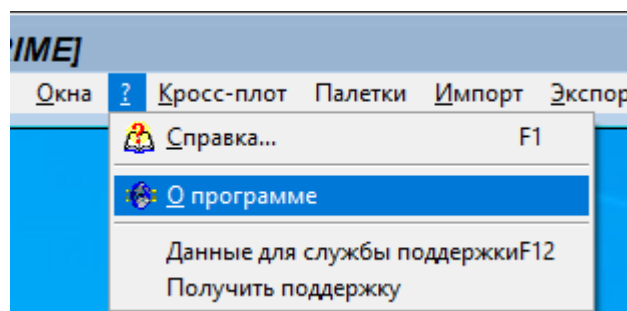 IME]
Окна ? Кросс-плот Палетки Импорт Экспор
Справка... F1
О программе
Данные для службы поддержкиF12
Получить поддержку